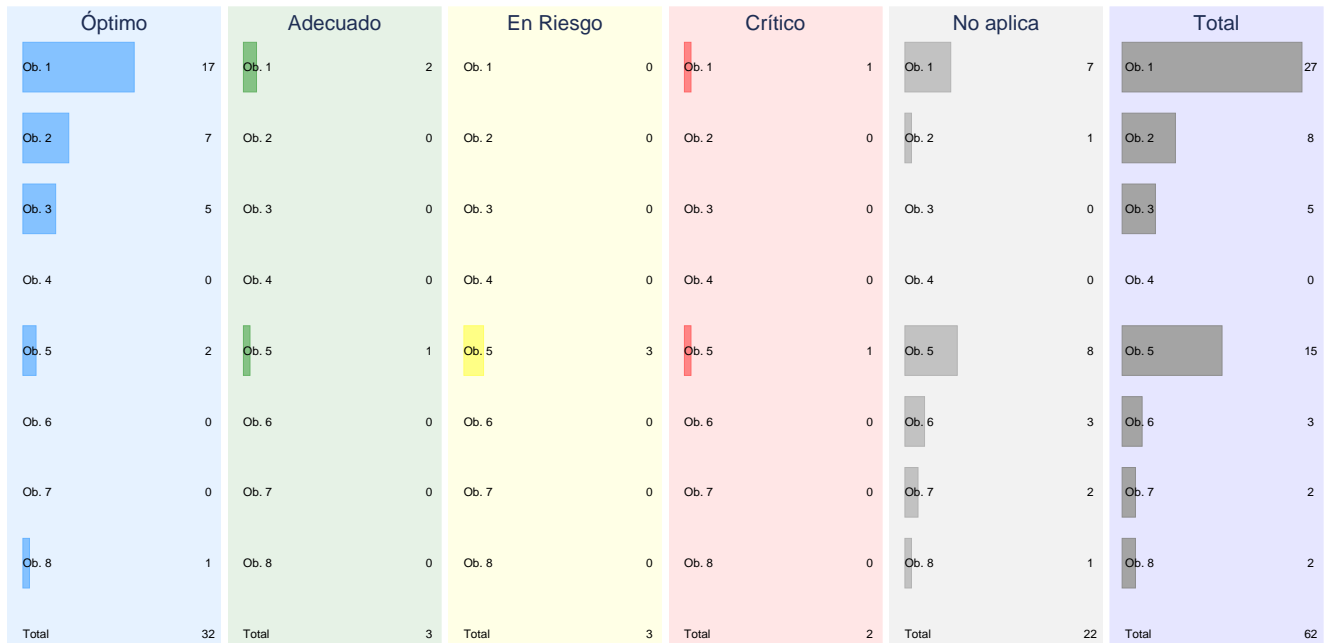 Óptimo Adecuado En Riesgo Crítico No aplica Total
Ob. 1 17 Ob. 1 2 Ob. 1 0 Ob. 1 1 Ob. 1 7 Ob. 1 27
Ob. 2 7 Ob. 2 0 Ob. 2 0 Ob. 2 0 Ob. 2 1 Ob. 2 8
Ob. 3 5 Ob. 3 0 Ob. 3 0 Ob. 3 0 Ob. 3 0 Ob. 3 5
Ob. 4 0 Ob. 4 0 Ob. 4 0 Ob. 4 0 Ob. 4 0 Ob. 4 0
Ob. 5 2 Ob. 5 1 Ob. 5 3 Ob. 5 1 Ob. 5 8 Ob. 5 15
Ob. 6 0 Ob. 6 0 Ob. 6 0 Ob. 6 0 Ob. 6 3 Ob. 6 3
Ob. 7 0 Ob. 7 0 Ob. 7 0 Ob. 7 0 Ob. 7 2 Ob. 7 2
Ob. 8 1 Ob. 8 0 Ob. 8 0 Ob. 8 0 Ob. 8 1 Ob. 8 2
Total 32 Total 3 Total 3 Total 2 Total 22 Total 62